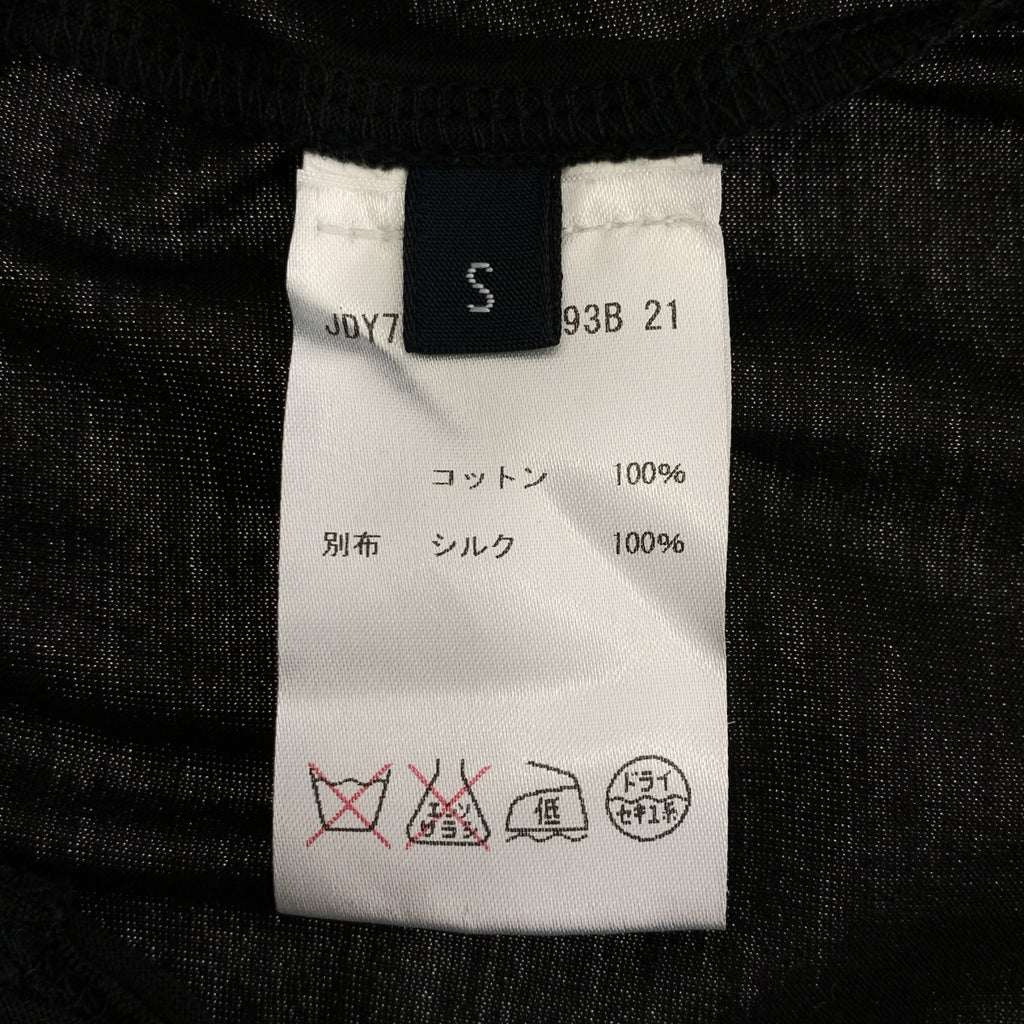 S
JDY7 93B 21
コットン 100%
別布 シルク 100%
エンソ
サラシ
低
ドライ
セキユ系